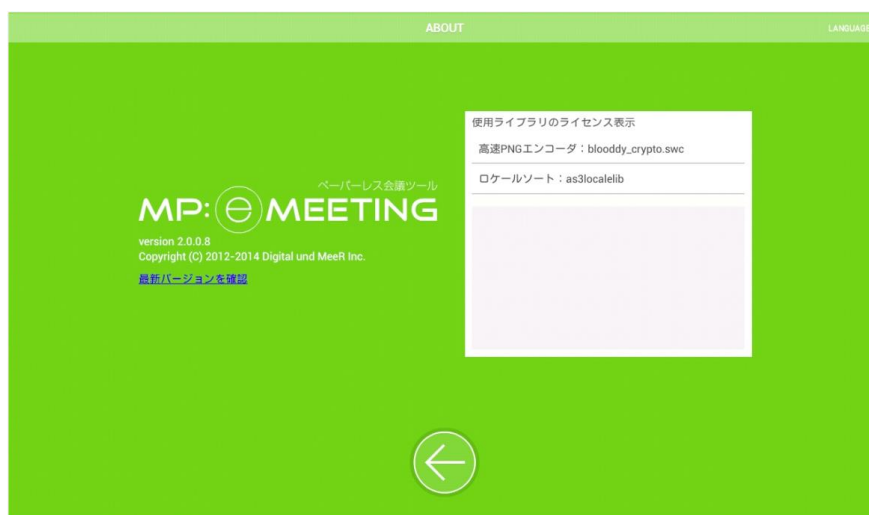 ABOUT
LANGUAGE
ペーパーレス会議ツール
MP:eMEETING
version 2.0.0.8
Copyright (C) 2012-2014 Digital und MeeR Inc.
最新バージョンを確認
使用ライブラリのライセンス表示
高速PNGエンコーダ：blooddy_crypto.swc
ロケールソート：as3localelib